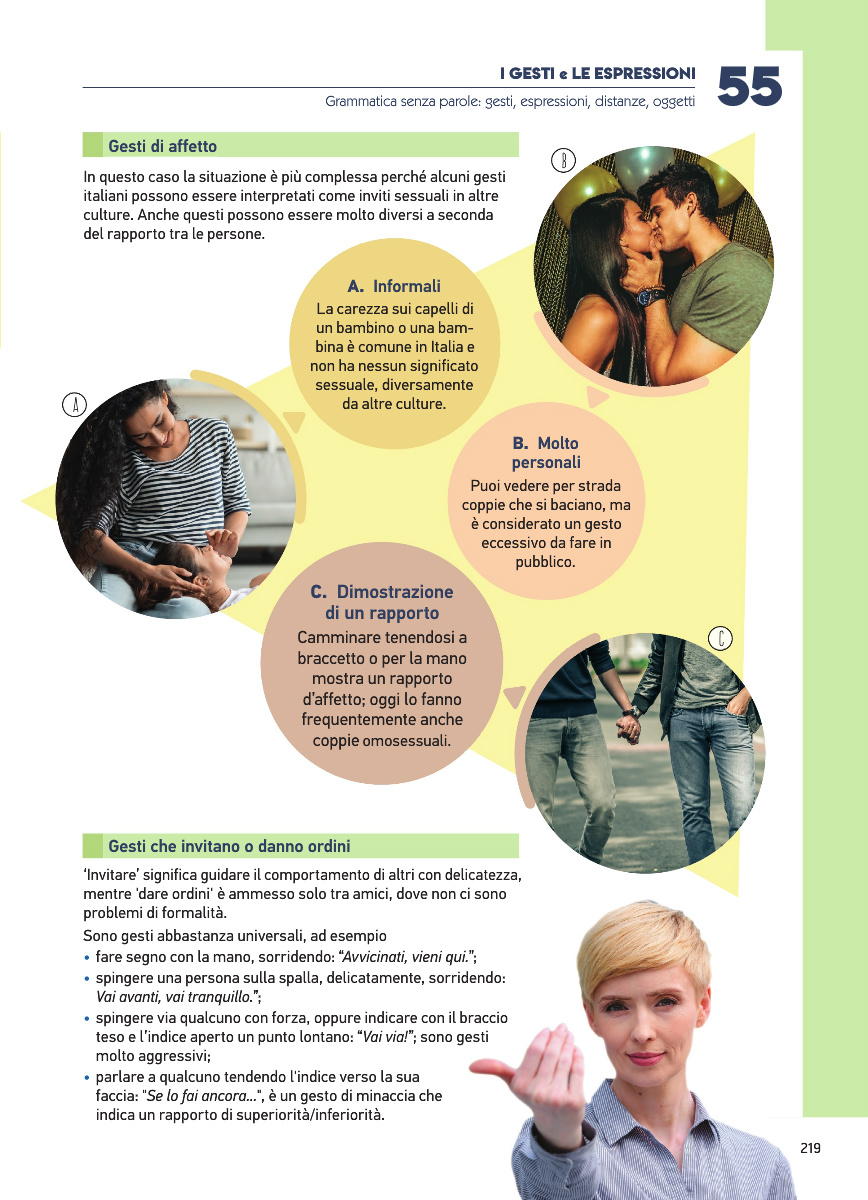 I GESTI e LE ESPRESSIONI
55
Grammatica senza parole: gesti, espressioni, distanze, oggetti
Gesti di affetto
In questo caso la situazione è più complessa perché alcuni gesti
italiani possono essere interpretati come inviti sessuali in altre
culture. Anche questi possono essere molto diversi a seconda
del rapporto tra le persone.
B
A. Informali
La carezza sui capelli di
un bambino o una bam-
bina è comune in Italia e
non ha nessun significato
sessuale, diversamente
da altre culture.
A
B. Molto
personali
Puoi vedere per strada
coppie che si baciano, ma
è considerato un gesto
eccessivo da fare in
pubblico.
C. Dimostrazione
di un rapporto
Camminare tenendosi a
braccetto o per la mano
mostra un rapporto
d'affetto; oggi lo fanno
frequentemente anche
coppie omosessuali.
C
Gesti che invitano o danno ordini
'Invitare' significa guidare il comportamento di altri con delicatezza,
mentre 'dare ordini' è ammesso solo tra amici, dove non ci sono
problemi di formalità.
Sono gesti abbastanza universali, ad esempio
• fare segno con la mano, sorridendo: "Avvicinati, vieni qui.";
• spingere una persona sulla spalla, delicatamente, sorridendo:
Vai avanti, vai tranquillo.";
• spingere via qualcuno con forza, oppure indicare con il braccio
teso e l'indice aperto un punto lontano: "Vai via!"; sono gesti
molto aggressivi;
• parlare a qualcuno tendendo l'indice verso la sua
faccia: "Se lo fai ancora...", è un gesto di minaccia che
indica un rapporto di superiorità/inferiorità.
219